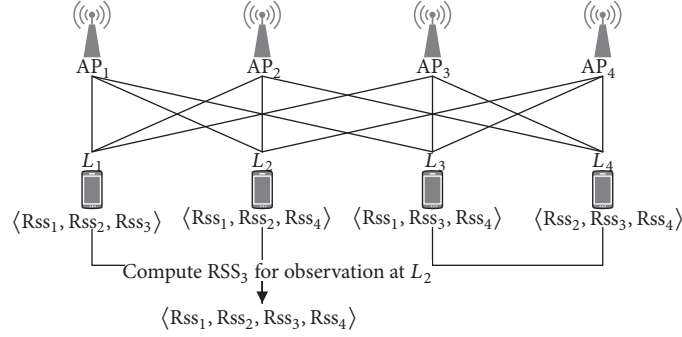 AP₁ AP₂ AP₃ AP₄
L₁ L₂ L₃ L₄
⟨Rss₁, Rss₂, Rss₃⟩ ⟨Rss₁, Rss₂, Rss₄⟩ ⟨Rss₁, Rss₃, Rss₄⟩ ⟨Rss₂, Rss₃, Rss₄⟩
Compute RSS₃ for observation at L₂
⟨Rss₁, Rss₂, Rss₃, Rss₄⟩